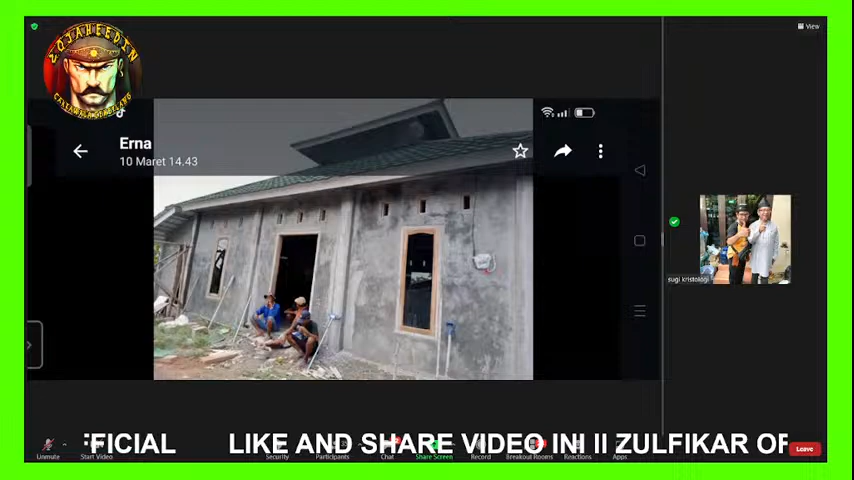 View
Erna
10 Maret 14.43
sugi kristologi
FICIAL LIKE AND SHARE VIDEO INI II ZULFIKAR OF
Unmute
Start Video
Security
Participants
Chat
Share Screen
Record
Breakout Rooms
Reactions
Apps
Leave